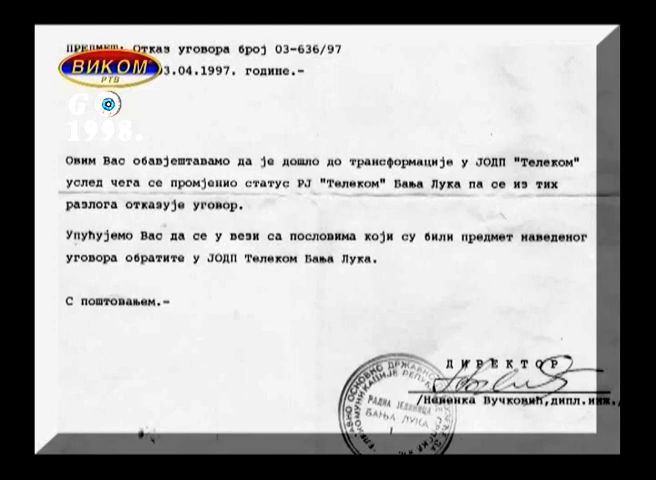 ПРЕДМЕТ: Отказ уговора број 03-636/97
ВИКОМ
РТВ
3.04.1997. године.-
1998.
Овим Вас обавјештавамо да је дошло до трансформације у ЈОДП "Телеком"
услед чега се промјенио статус РЈ "Телеком" Бања Лука па се из тих
разлога отказује уговор.
Упућујемо Вас да се у вези са пословима који су били предмет наведеног
уговора обратите у ЈОДП Телеком Бања Лука.
С поштовањем.-
Д И Р Е К Т О Р
/Невенка Вучковић,дипл.инж.
РАДНА ЈЕДИНИЦА
БАЊА ЛУКА